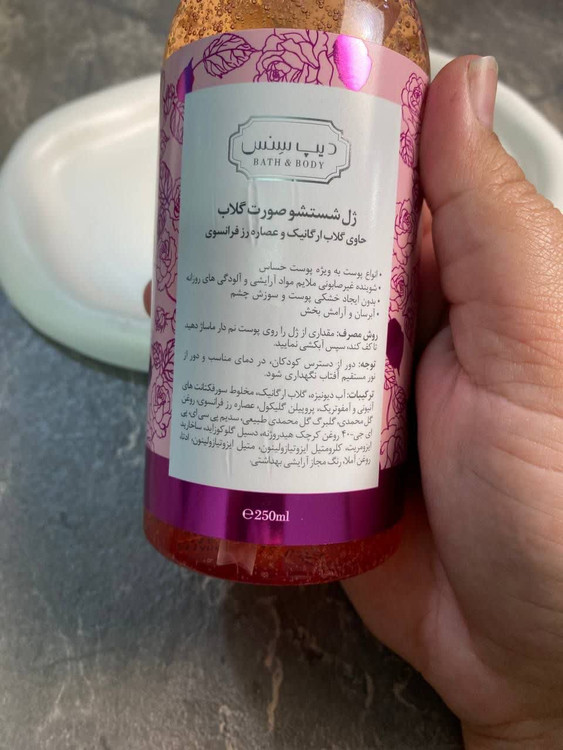 دیپ سِنس
BATH & BODY
ژل شستشو صورت گلاب
حاوی گلاب ارگانیک و عصاره رز فرانسوی
• انواع پوست به ویژه پوست حساس
• شوینده غیرصابونی ملایم مواد آرایشی و آلودگی های روزانه
• بدون ایجاد خشکی پوست و سوزش چشم
• آبرسان و آرامش بخش
روش مصرف: مقداری از ژل را روی پوست نم دار ماساژ دهید
تا کف کند، سپس آبکشی نمایید.
توجه: دور از دسترس کودکان، در دمای مناسب و دور از
نور مستقیم آفتاب نگهداری شود.
ترکیبات: آب دیونیزه، گلاب ارگانیک، مخلوط سورفکتانت های
آنیونی و آمفوتریک، پروپیلن گلیکول، عصاره رز فرانسوی، روغن
گل محمدی، گلبرگ گل محمدی طبیعی، سدیم پی سی ای، پی
ای جی-۴۰ روغن کرچک هیدروژنه، دسیل گلوکوزاید، ساخارید
ایزومریت، کلرومتیل ایزوتیازولینون، متیل ایزوتیازولینون، ادتا،
روغن آملا، رنگ مجاز آرایشی بهداشتی.
℮250ml